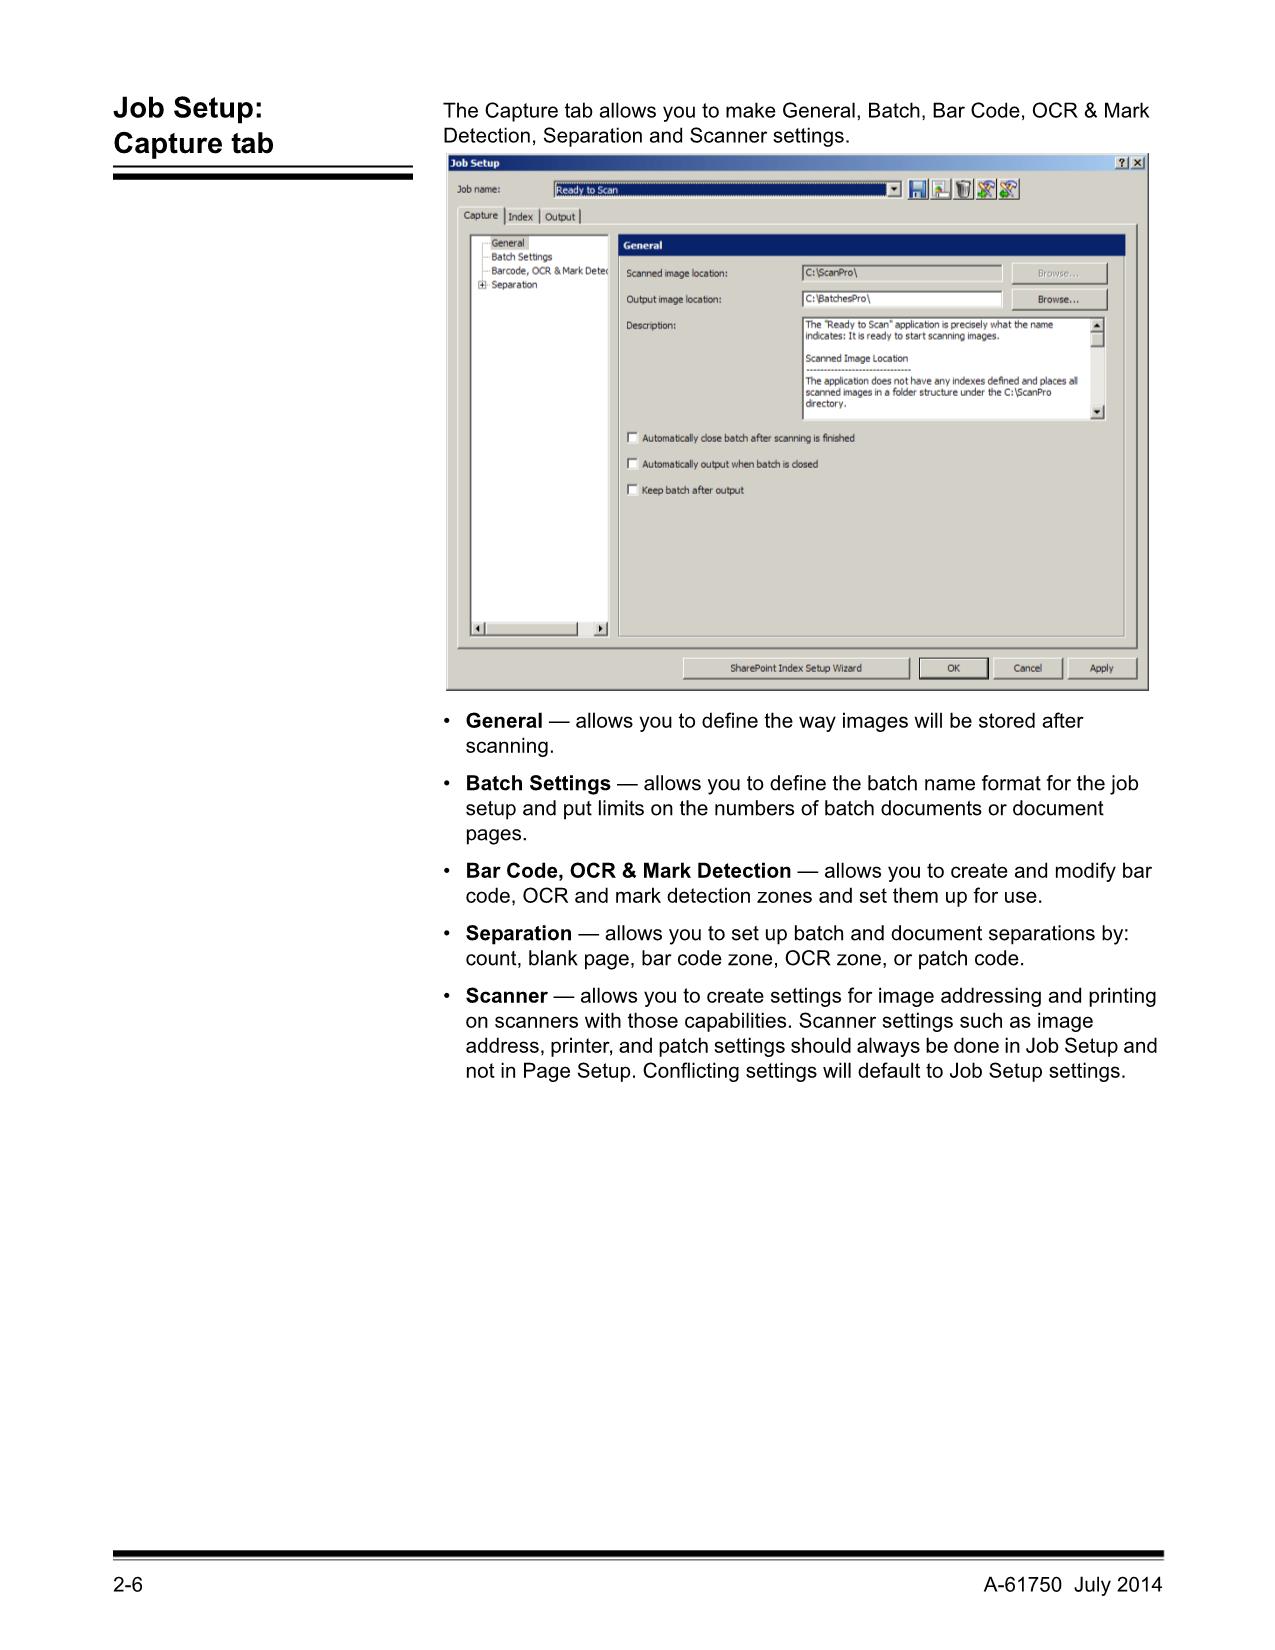 Job Setup:
Capture tab
The Capture tab allows you to make General, Batch, Bar Code, OCR & Mark
Detection, Separation and Scanner settings.
Job Setup
Job name:
Ready to Scan
Capture
Index
Output
General
Batch Settings
Barcode, OCR & Mark Detec
Separation
General
Scanned image location:
C:\ScanPro\
Browse...
Output image location:
C:\BatchesPro\
Browse...
Description:
The "Ready to Scan" application is precisely what the name
indicates: It is ready to start scanning images.
Scanned Image Location
------------------------------
The application does not have any indexes defined and places all
scanned images in a folder structure under the C:\ScanPro
directory.
Automatically close batch after scanning is finished
Automatically output when batch is closed
Keep batch after output
SharePoint Index Setup Wizard
OK
Cancel
Apply
• General — allows you to define the way images will be stored after
scanning.
• Batch Settings — allows you to define the batch name format for the job
setup and put limits on the numbers of batch documents or document
pages.
• Bar Code, OCR & Mark Detection — allows you to create and modify bar
code, OCR and mark detection zones and set them up for use.
• Separation — allows you to set up batch and document separations by:
count, blank page, bar code zone, OCR zone, or patch code.
• Scanner — allows you to create settings for image addressing and printing
on scanners with those capabilities. Scanner settings such as image
address, printer, and patch settings should always be done in Job Setup and
not in Page Setup. Conflicting settings will default to Job Setup settings.
2-6
A-61750 July 2014